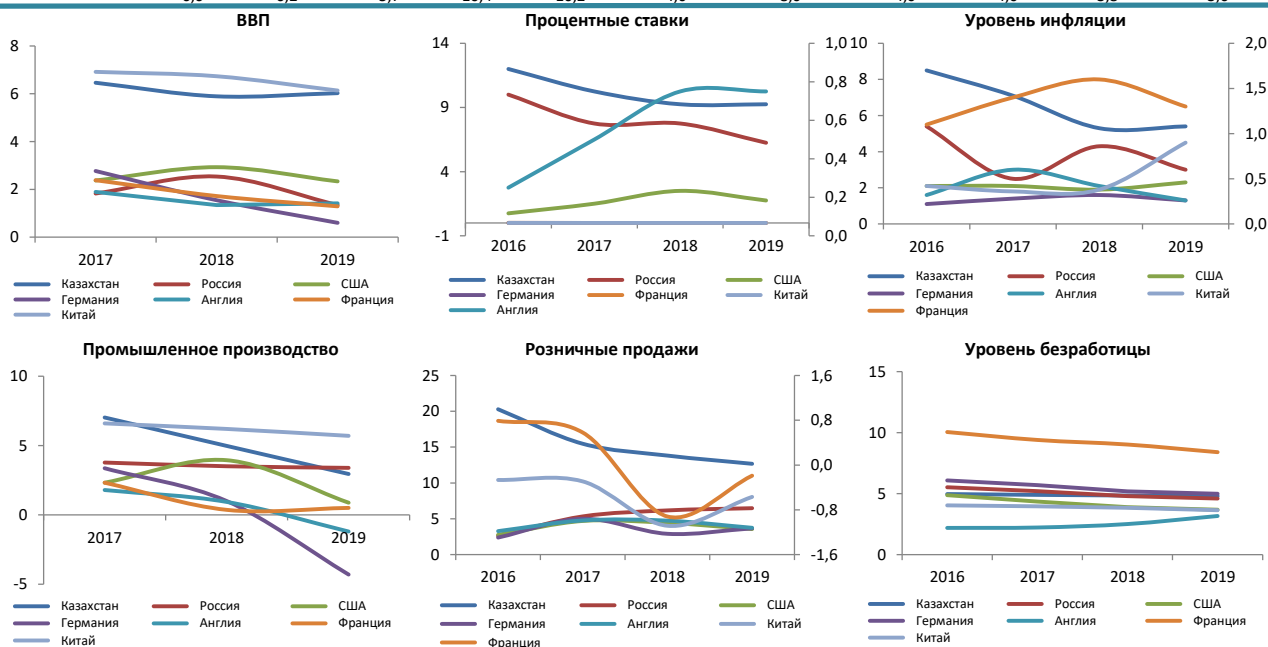 ВВП
8
6
4
2
0
2017 2018 2019
Казахстан Россия США
Германия Англия Франция
Китай
Процентные ставки
14 1,0
9 0,8
4 0,6
-1 0,4
0,2
0,0
2016 2017 2018 2019
Казахстан Россия США
Германия Франция Китай
Англия
Уровень инфляции
10 2,0
8 1,5
6 1,0
4 0,5
2 0,0
0
2016 2017 2018 2019
Казахстан Россия США
Германия Англия Китай
Франция
Промышленное производство
10
5
0
-5
2017 2018 2019
Казахстан Россия США
Германия Англия Франция
Китай
Розничные продажи
25 1,6
20 0,8
15 0,0
10 -0,8
5 -1,6
0
2016 2017 2018 2019
Казахстан Россия США
Германия Англия Китай
Франция
Уровень безработицы
15
10
5
0
2016 2017 2018 2019
Казахстан Россия США
Германия Англия Франция
Китай